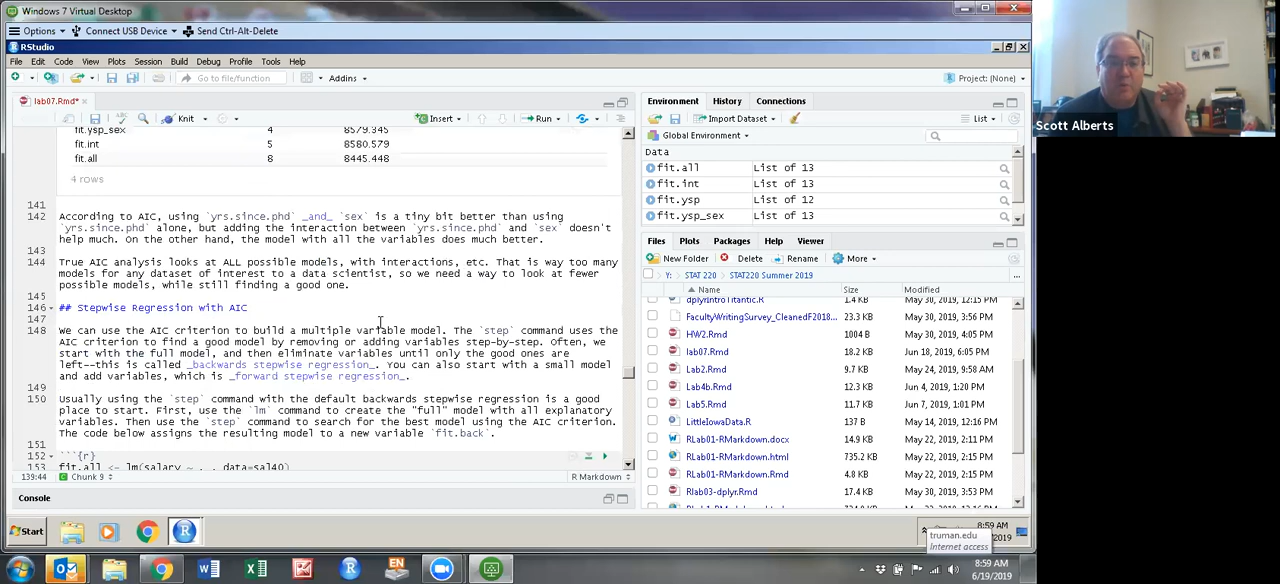 Windows 7 Virtual Desktop
Options Connect USB Device Send Ctrl-Alt-Delete
RStudio
File Edit Code View Plots Session Build Debug Profile Tools Help
Go to file/function Addins Project: (None)
lab07.Rmd*
Knit Insert Run
fit.ysp_sex 4 8579.345
fit.int 5 8580.579
fit.all 8 8445.448
4 rows
141
142 According to AIC, using `yrs.since.phd` _and_ `sex` is a tiny bit better than using
`yrs.since.phd` alone, but adding the interaction between `yrs.since.phd` and `sex` doesn't
help much. On the other hand, the model with all the variables does much better.
143
144 True AIC analysis looks at ALL possible models, with interactions, etc. That is way too many
models for any dataset of interest to a data scientist, so we need a way to look at fewer
possible models, while still finding a good one.
145
146 ## Stepwise Regression with AIC
147
148 We can use the AIC criterion to build a multiple variable model. The `step` command uses the
AIC criterion to find a good model by removing or adding variables step-by-step. Often, we
start with the full model, and then eliminate variables until only the good ones are
left--this is called _backwards stepwise regression_. You can also start with a small model
and add variables, which is _forward stepwise regression_.
149
150 Usually using the `step` command with the default backwards stepwise regression is a good
place to start. First, use the `lm` command to create the "full" model with all explanatory
variables. Then use the `step` command to search for the best model using the AIC criterion.
The code below assigns the resulting model to a new variable `fit.back`.
151
152 ```{r}
153 fit.all <- lm(salary ~ . , data=sal40)
139:44 Chunk 9 R Markdown
Console
Environment History Connections
Import Dataset List
Global Environment
Data
fit.all List of 13
fit.int List of 13
fit.ysp List of 12
fit.ysp_sex List of 13
Files Plots Packages Help Viewer
New Folder Delete Rename More
Y: STAT 220 STAT220 Summer 2019
Name Size Modified
dplyrIntroTitantic.R 1.4 KB May 30, 2019, 12:15 PM
FacultyWritingSurvey_CleanedF2018... 23.3 KB May 30, 2019, 3:56 PM
HW2.Rmd 1004 B Jun 13, 2019, 1:05 PM
lab07.Rmd 18.2 KB Jun 18, 2019, 6:05 PM
Lab2.Rmd 9.7 KB May 24, 2019, 9:58 AM
Lab4b.Rmd 12.3 KB Jun 4, 2019, 1:20 PM
Lab5.Rmd 11.7 KB Jun 7, 2019, 1:01 PM
LittleIowaData.R 137 B May 14, 2019, 12:16 PM
RLab01-RMarkdown.docx 14.9 KB May 22, 2019, 2:11 PM
RLab01-RMarkdown.html 735.2 KB May 22, 2019, 2:15 PM
RLab01-RMarkdown.Rmd 4.8 KB May 22, 2019, 2:15 PM
Rlab03-dplyr.Rmd 17.4 KB May 30, 2019, 3:53 PM
Start
8:59 AM
truman.edu
Internet access
EN
8:59 AM
6/19/2019
Scott Alberts